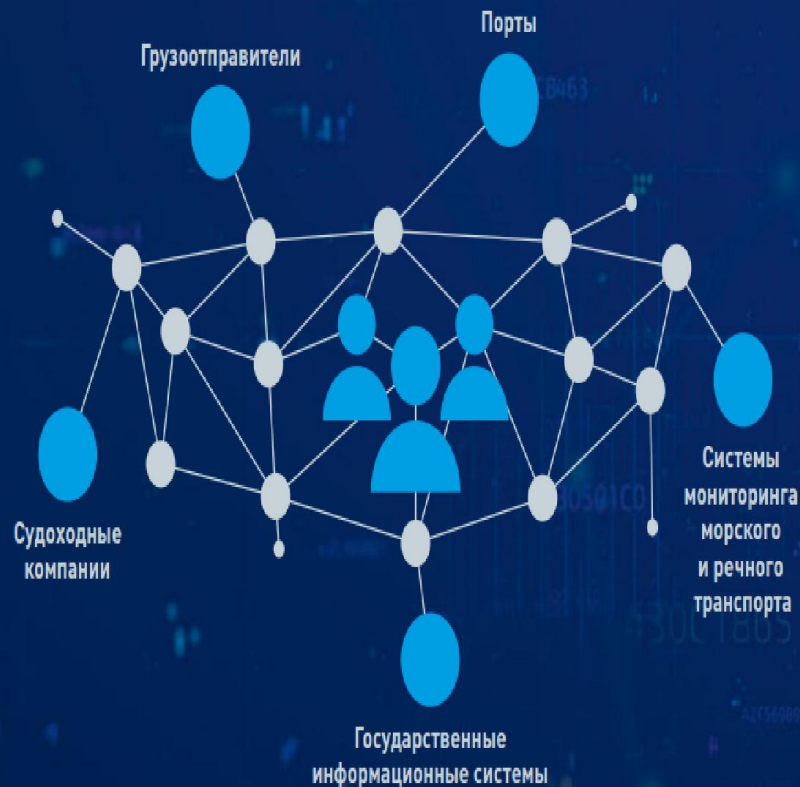 Порты
Грузоотправители
Судоходные
компании
Системы
мониторинга
морского
и речного
транспорта
Государственные
информационные системы